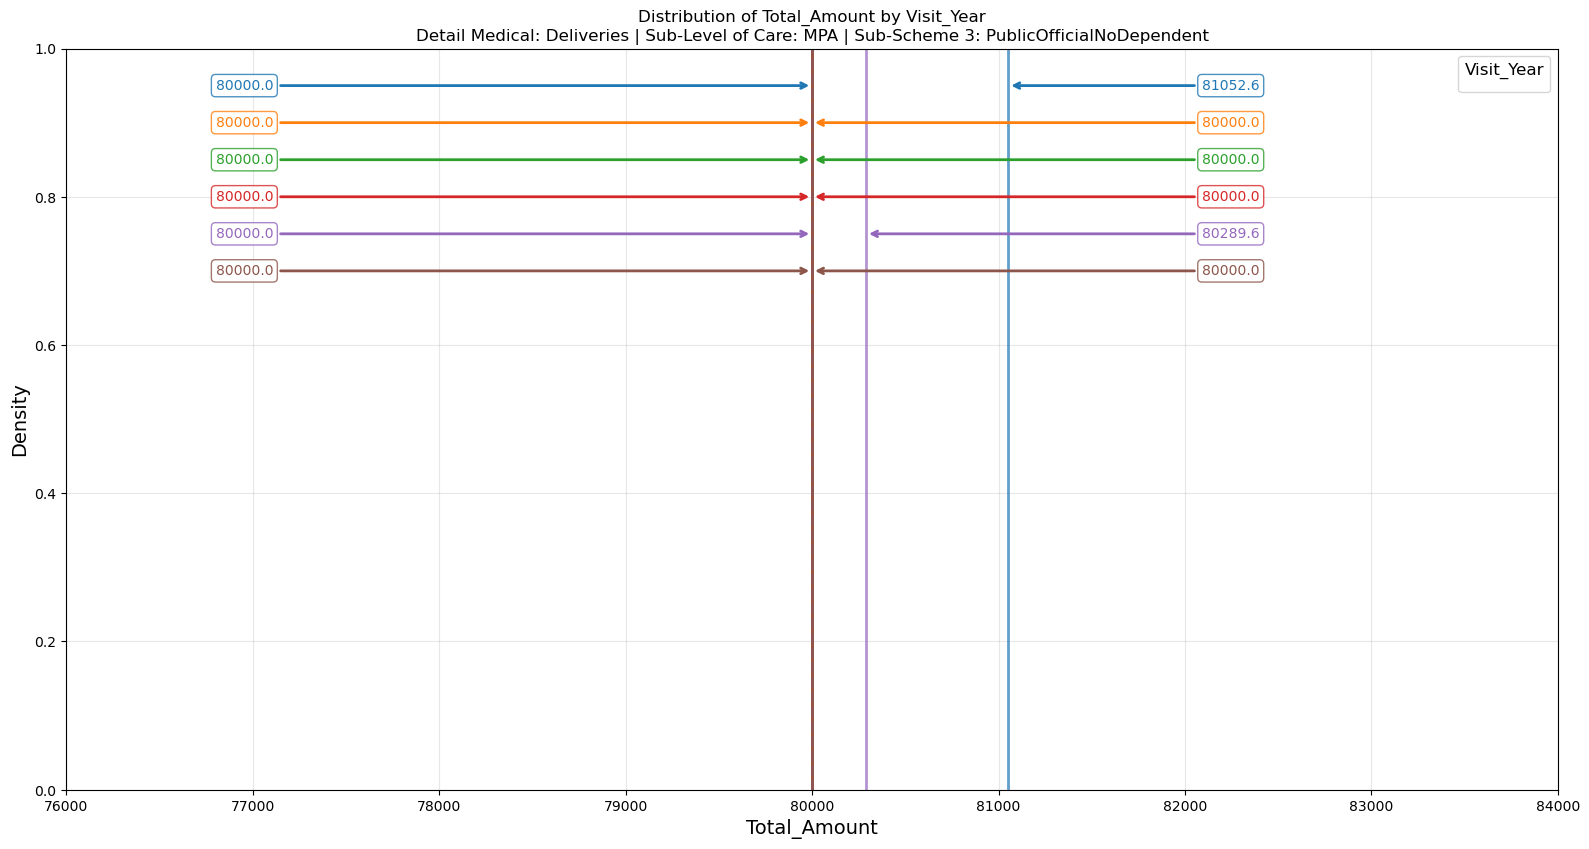 Distribution of Total_Amount by Visit_Year
Detail Medical: Deliveries | Sub-Level of Care: MPA | Sub-Scheme 3: PublicOfficialNoDependent
Visit_Year
80000.0 81052.6
80000.0 80000.0
80000.0 80000.0
80000.0 80000.0
80000.0 80289.6
80000.0 80000.0
1.0
0.8
0.6
0.4
0.2
0.0
Density
76000 77000 78000 79000 80000 81000 82000 83000 84000
Total_Amount